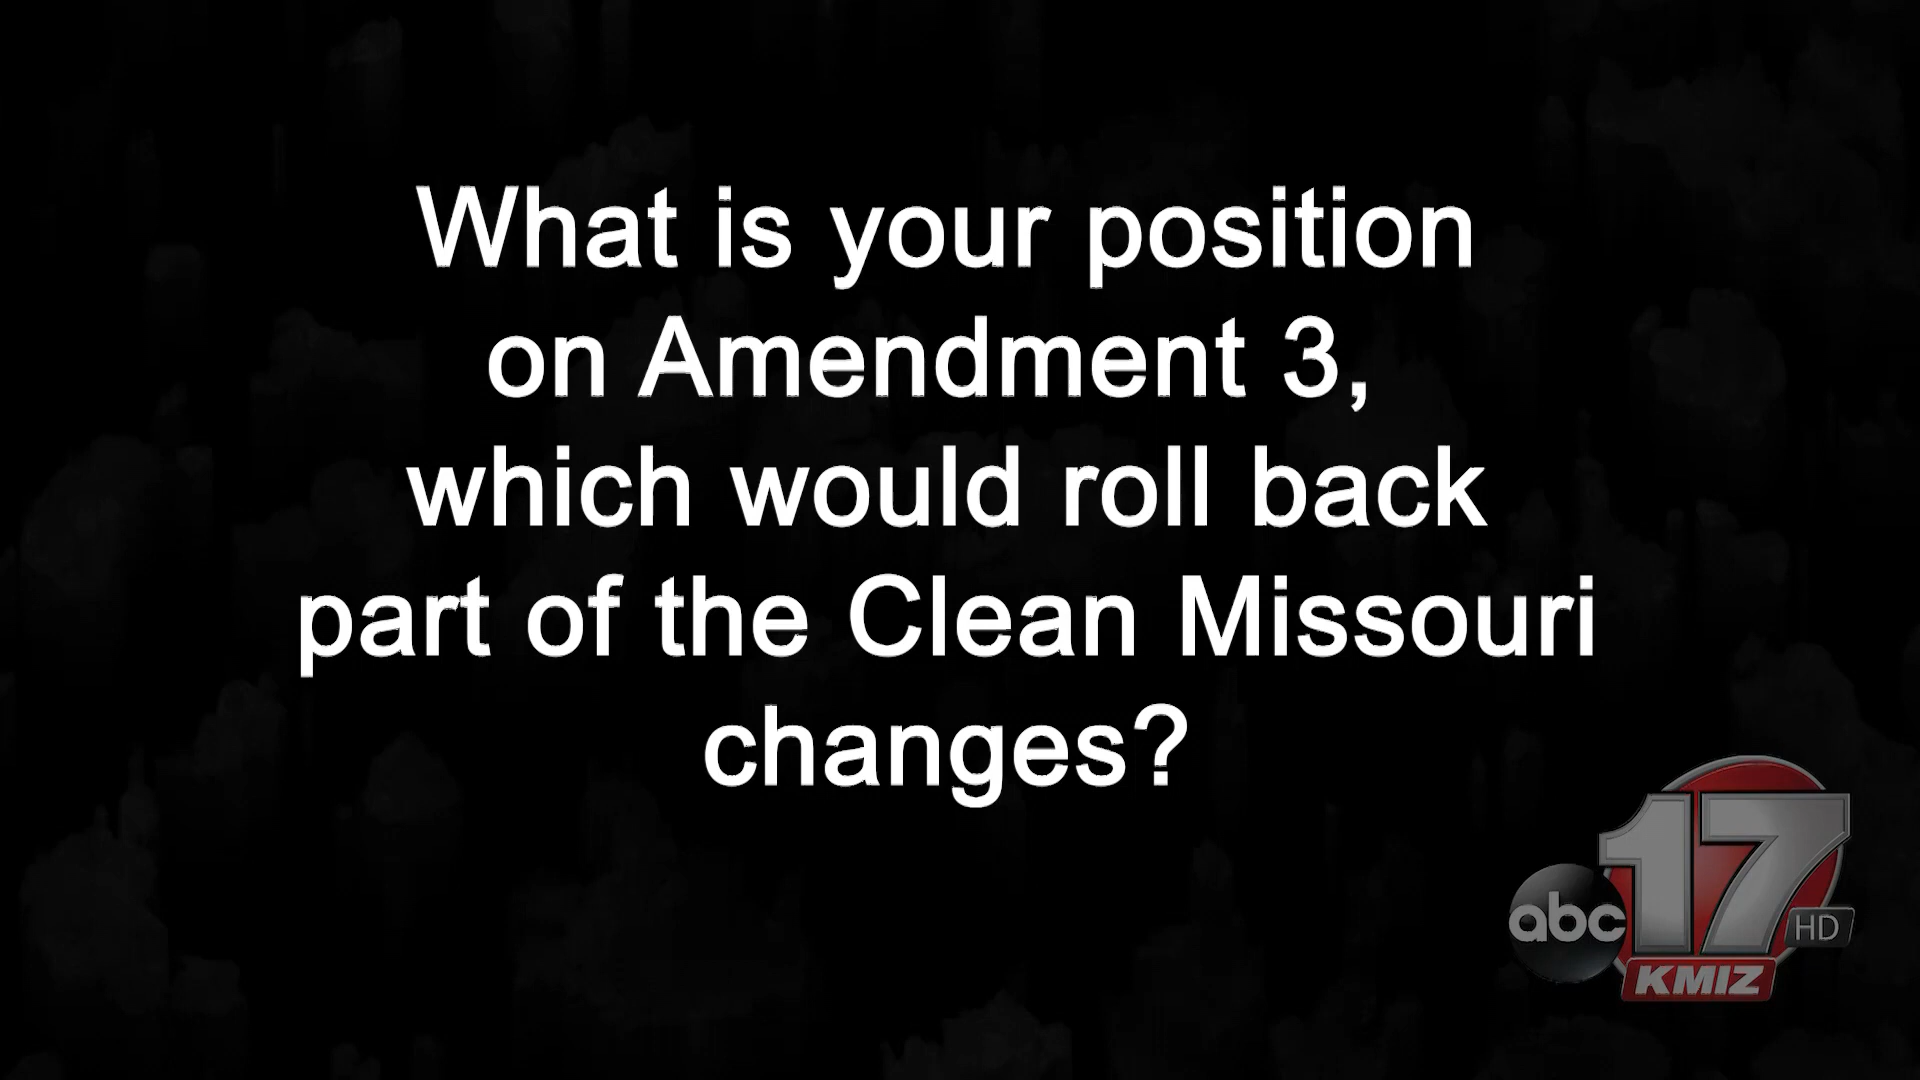 What is your position
on Amendment 3,
which would roll back
part of the Clean Missouri
changes?
abc 17 HD
KMIZ